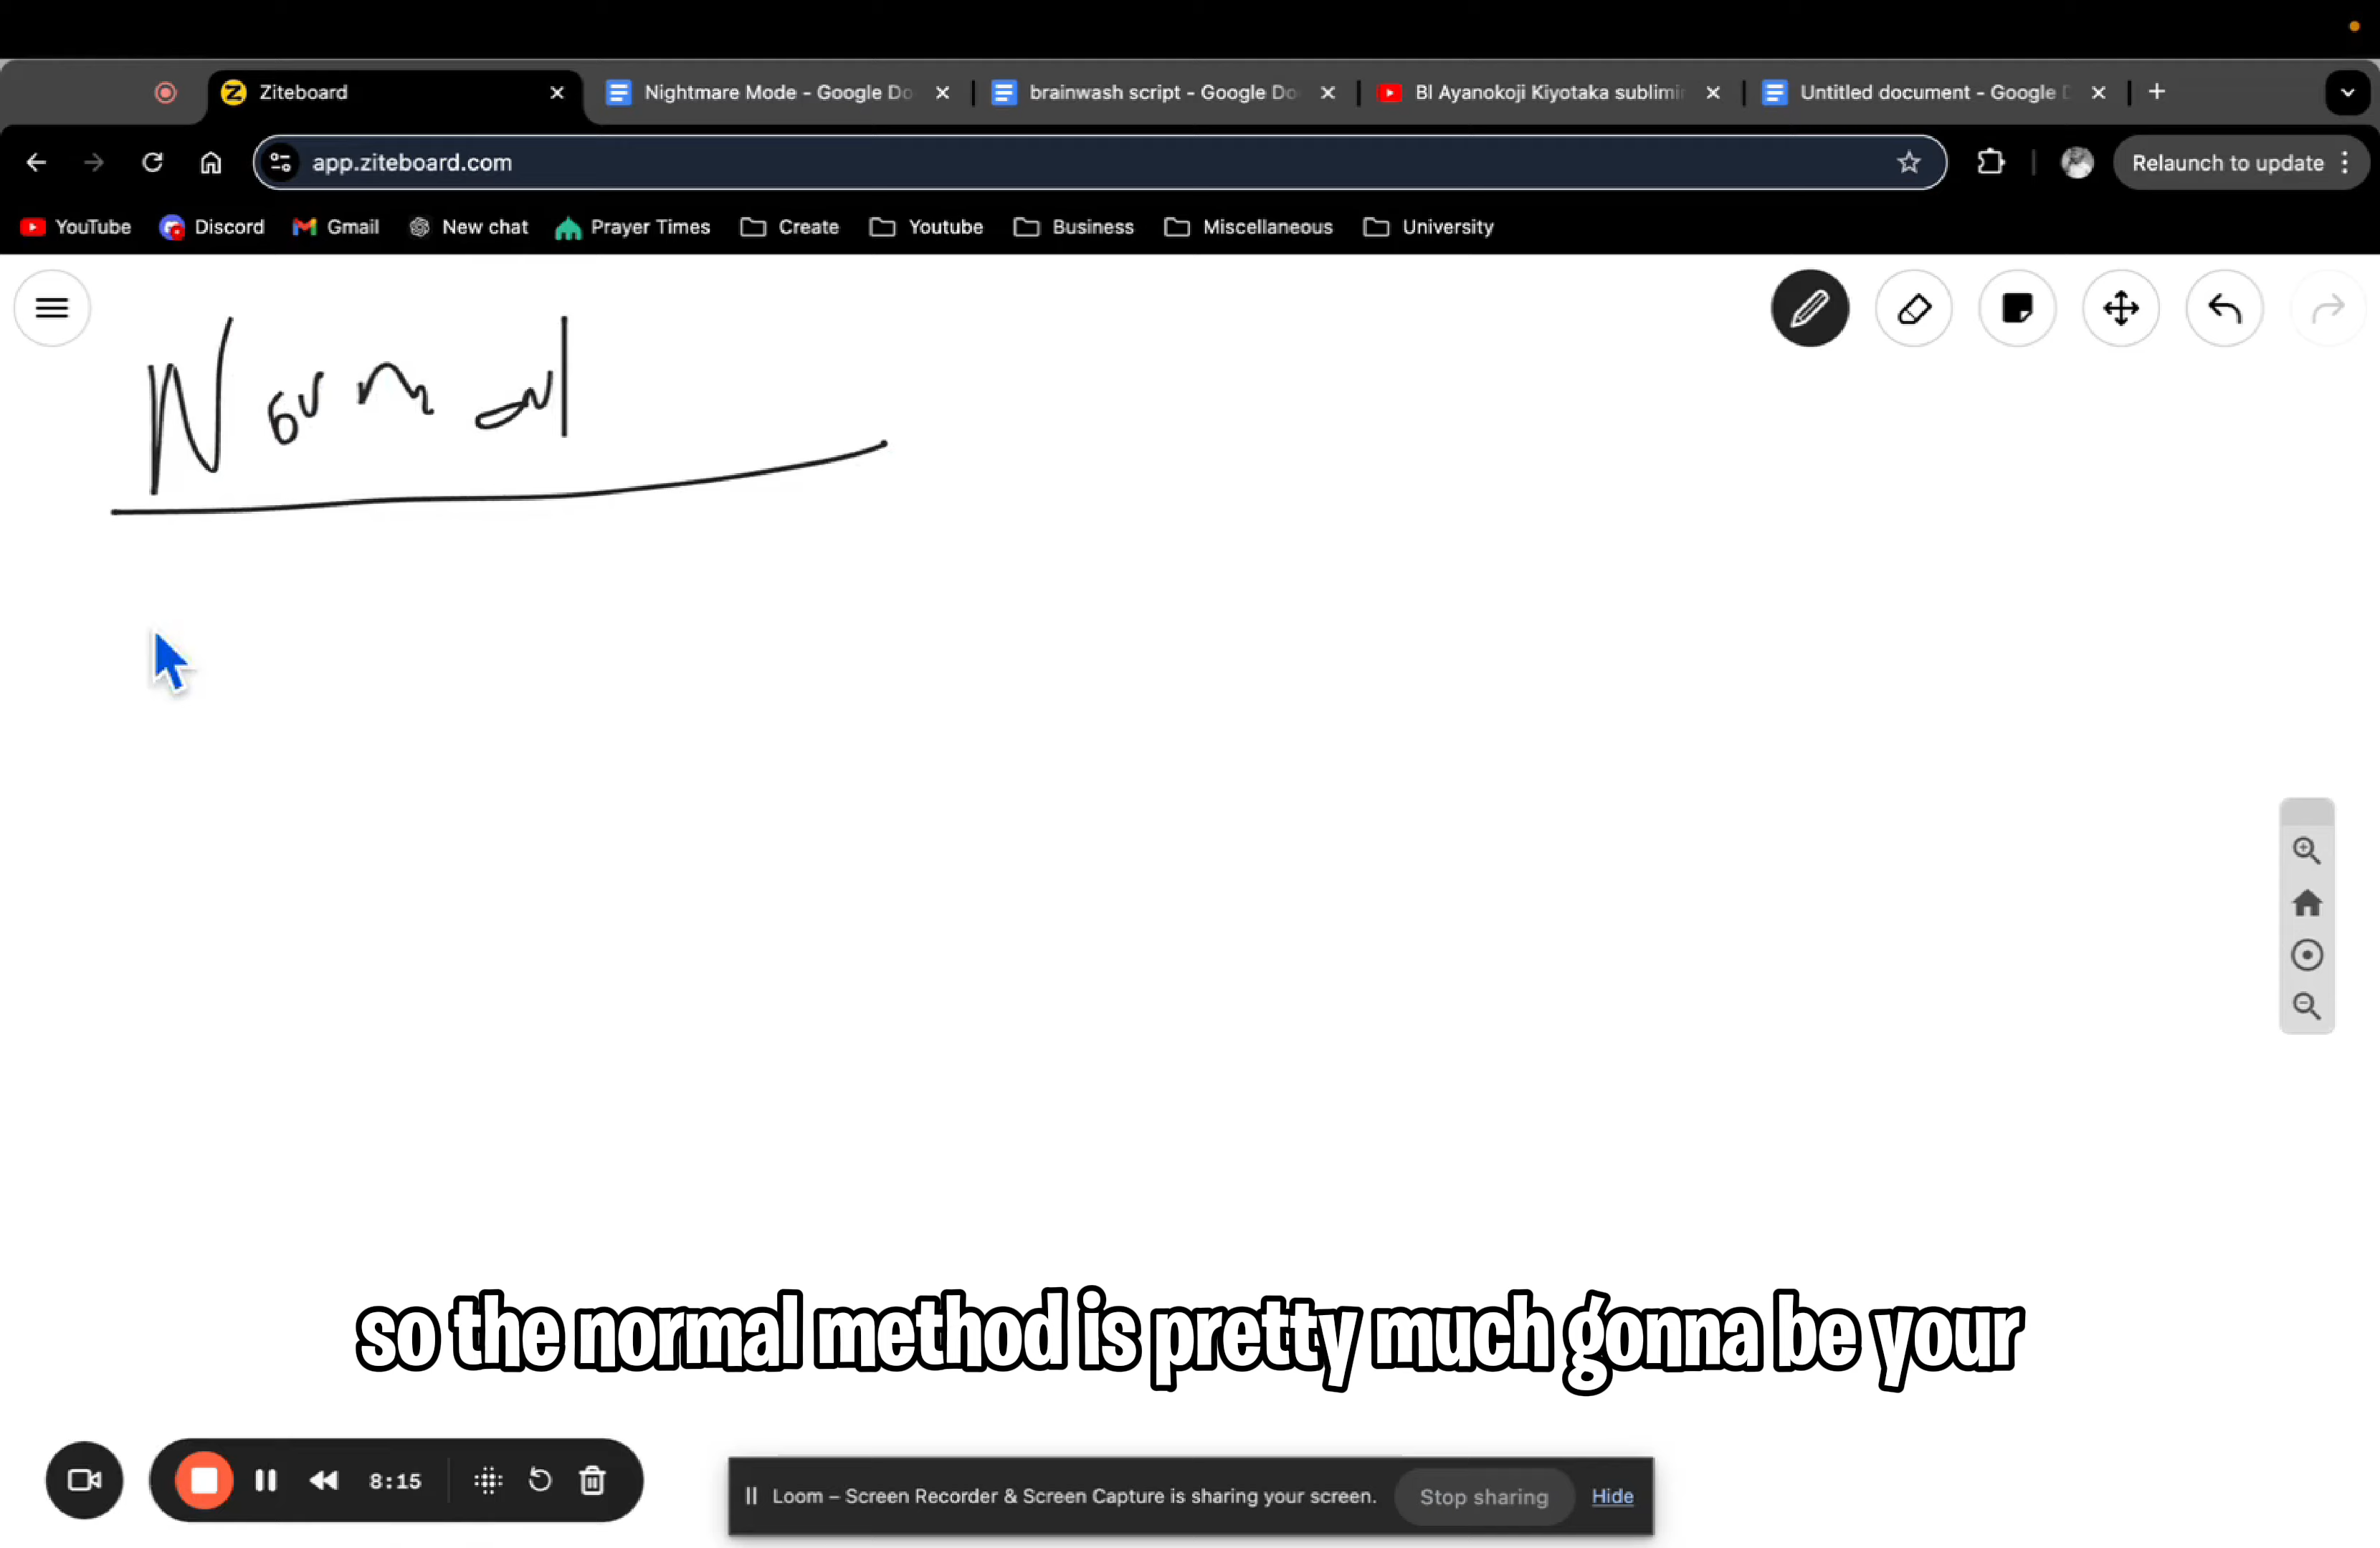 Ziteboard
Nightmare Mode - Google Do
brainwash script - Google Do
BI Ayanokoji Kiyotaka sublimin
Untitled document - Google D
app.ziteboard.com
Relaunch to update
YouTube
Discord
Gmail
New chat
Prayer Times
Create
Youtube
Business
Miscellaneous
University
Normal
so the normal method is pretty much gonna be your
8:15
Loom – Screen Recorder & Screen Capture is sharing your screen.
Stop sharing
Hide